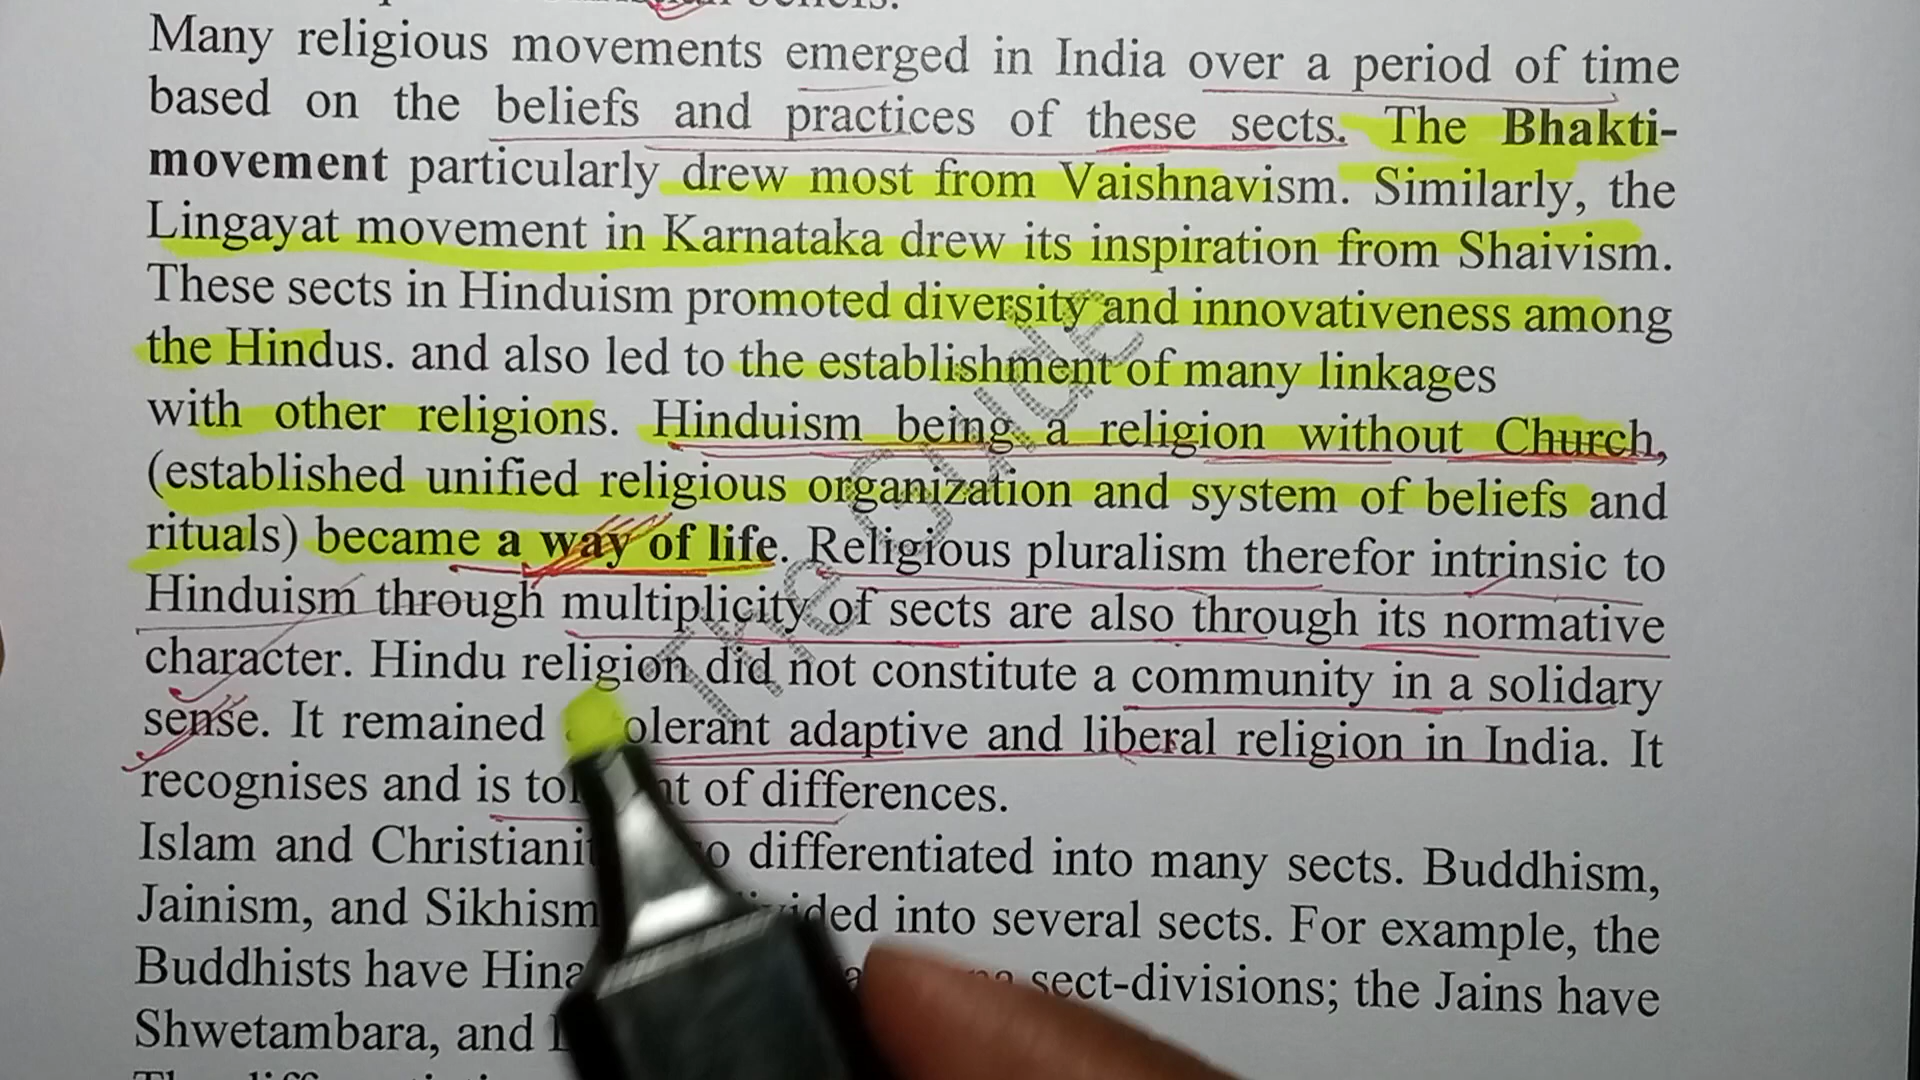 beliefs.
Many religious movements emerged in India over a period of time
based on the beliefs and practices of these sects. The Bhakti-
movement particularly drew most from Vaishnavism. Similarly, the
Lingayat movement in Karnataka drew its inspiration from Shaivism.
These sects in Hinduism promoted diversity and innovativeness among
the Hindus. and also led to the establishment of many linkages
with other religions. Hinduism being a religion without Church,
(established unified religious organization and system of beliefs and
rituals) became a way of life. Religious pluralism therefor intrinsic to
Hinduism through multiplicity of sects are also through its normative
character. Hindu religion did not constitute a community in a solidary
sense. It remained adaptive and liberal religion in India. It
recognises and is of differences.
Islam and differentiated into many sects. Buddhism,
Jainism, and Sikhism into several sects. For example, the
Buddhists have sect-divisions; the Jains have
Shwetambara, and